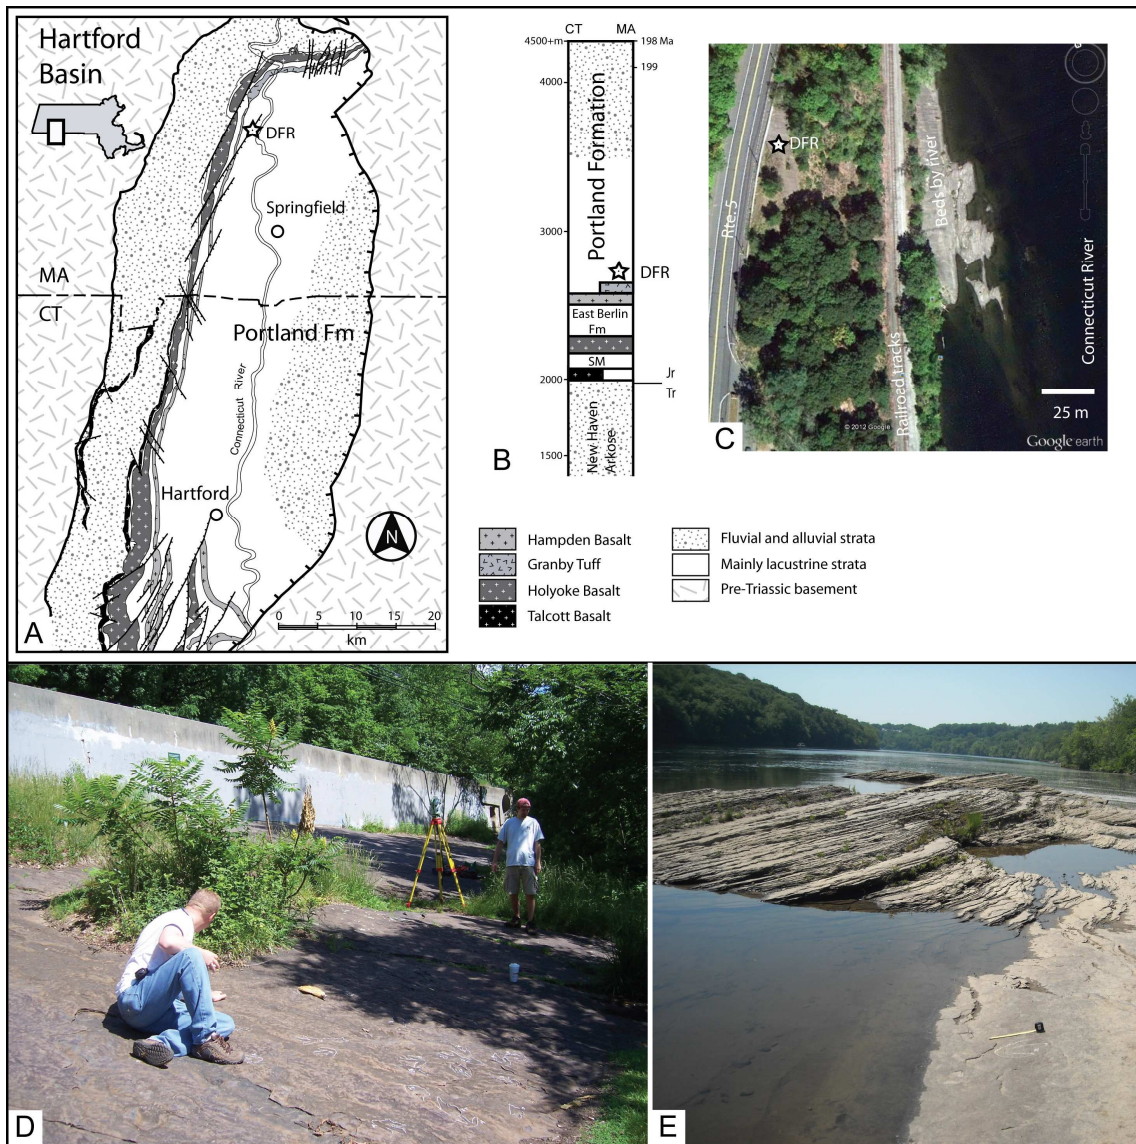 Hartford
Basin
DFR
Springfield
MA
CT
Portland Fm
Connecticut River
Hartford
N
0 5 10 15 20
km
A
CT MA
4500+m
198 Ma
199
4000
Portland Formation
3000
DFR
East Berlin
Fm
SM
2000
Jr
Tr
New Haven
Arkose
1500
B
DFR
Rte. 5
Beds by river
Railroad tracks
Connecticut River
25 m
© 2012 Google
Google earth
C
Hampden Basalt
Granby Tuff
Holyoke Basalt
Talcott Basalt
Fluvial and alluvial strata
Mainly lacustrine strata
Pre-Triassic basement
D
E